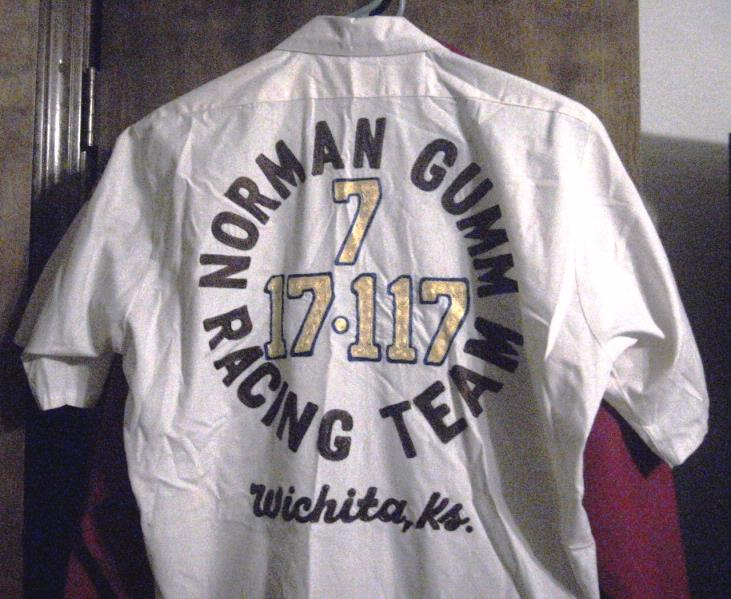 NORMAN GUMM
7
17·117
RACING TEAM
Wichita, Ks.